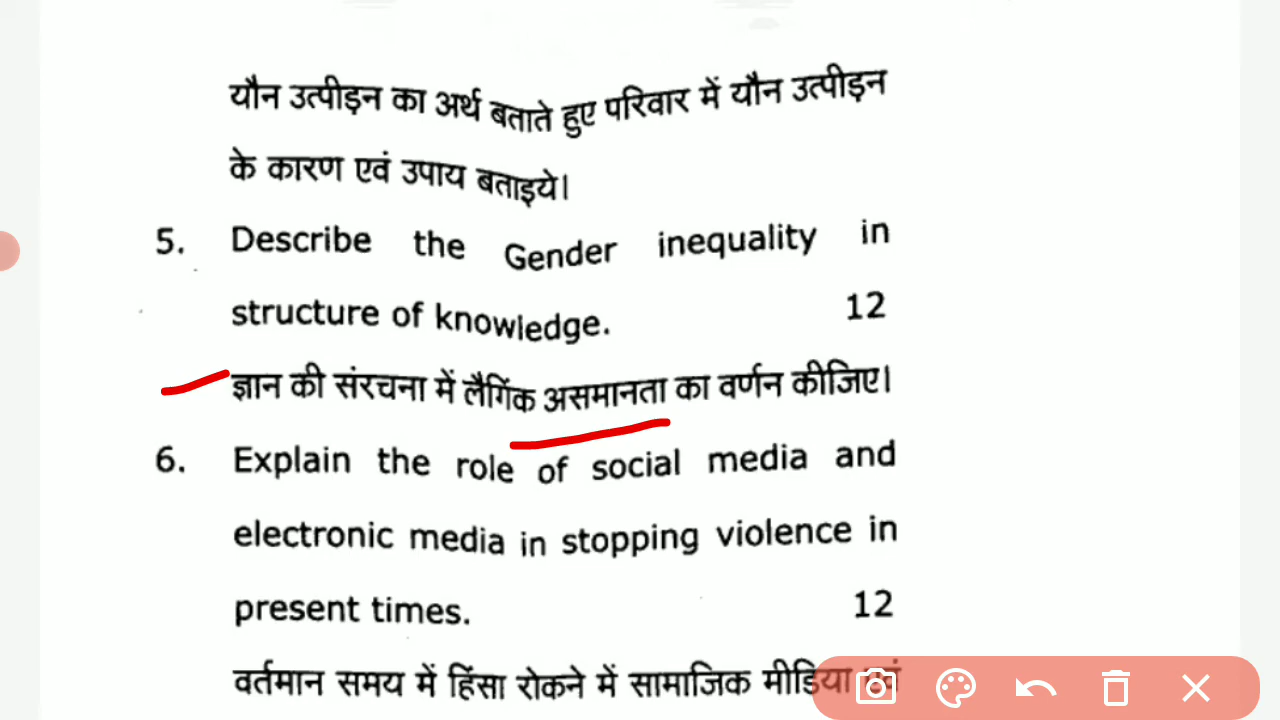 यौन उत्पीड़न का अर्थ बताते हुए परिवार में यौन उत्पीड़न
के कारण एवं उपाय बताइये।
5. Describe the Gender inequality in
structure of knowledge. 12
ज्ञान की संरचना में लैगिंक असमानता का वर्णन कीजिए।
6. Explain the role of social media and
electronic media in stopping violence in
present times. 12
वर्तमान समय में हिंसा रोकने में सामाजिक मीडिया एवं